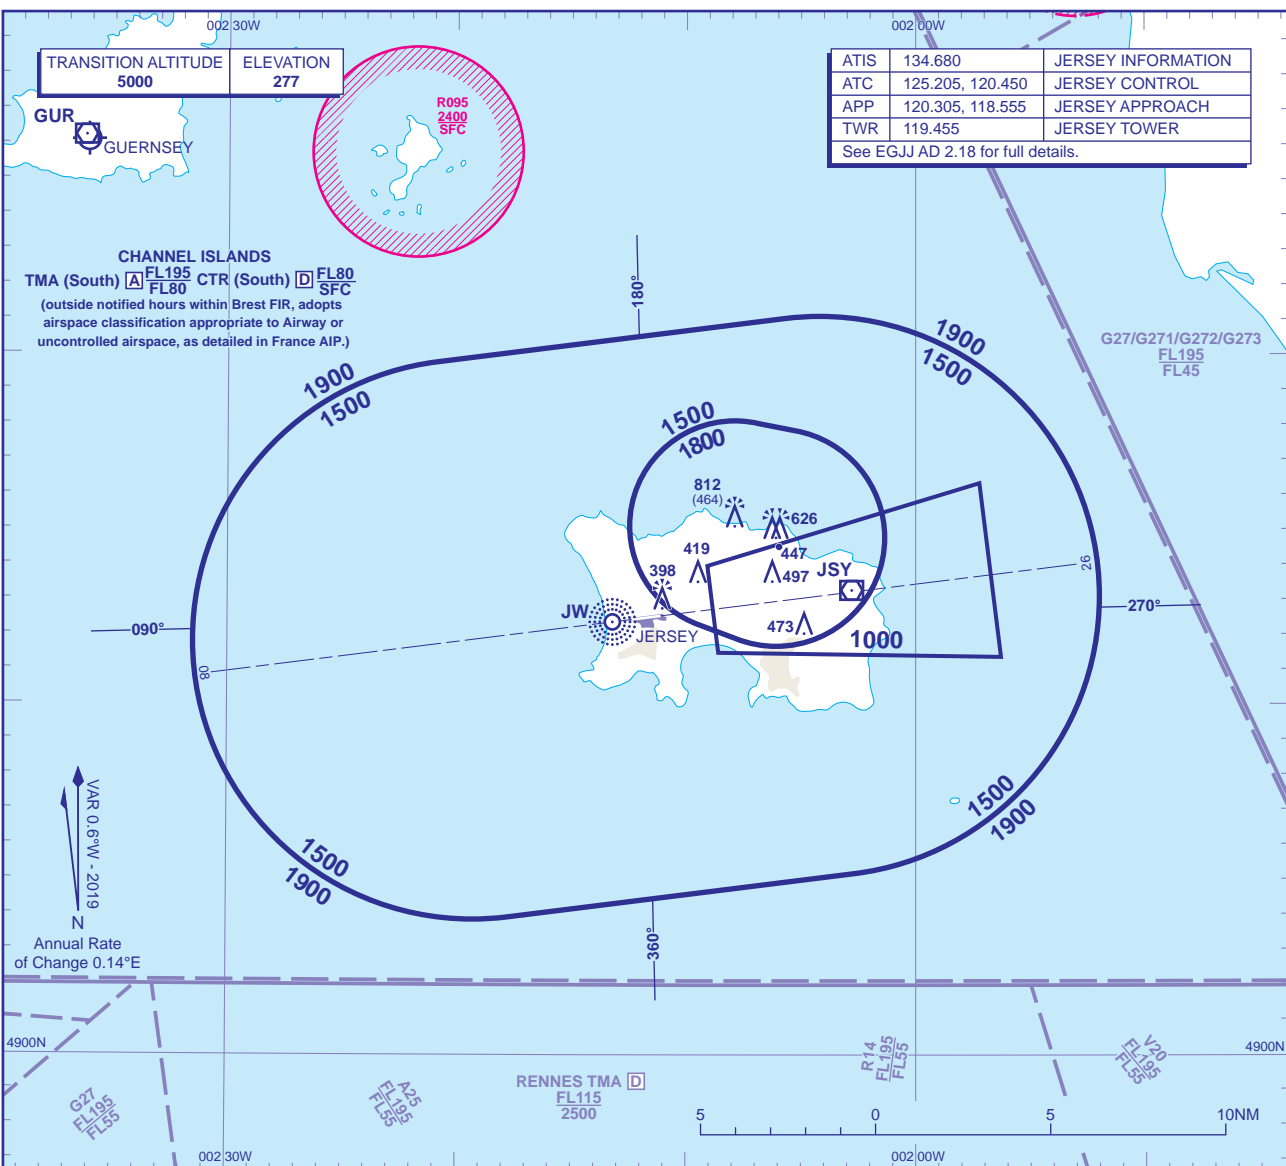 002 30W
002 00W
TRANSITION ALTITUDE
5000
ELEVATION
277
ATIS 134.680 JERSEY INFORMATION
ATC 125.205, 120.450 JERSEY CONTROL
APP 120.305, 118.555 JERSEY APPROACH
TWR 119.455 JERSEY TOWER
See EGJJ AD 2.18 for full details.
R095
2400
SFC
GUR
GUERNSEY
CHANNEL ISLANDS
TMA (South) A FL195 CTR (South) D FL80
FL80 SFC
(outside notified hours within Brest FIR, adopts
airspace classification appropriate to Airway or
uncontrolled airspace, as detailed in France AIP.)
180°
G27/G271/G272/G273
FL195
FL45
1900
1500
1900
1500
1500
1800
812
(464)
626
447
419
497
398
JSY
JW
JERSEY
473
1000
090°
270°
08
26
1500
1900
1500
1900
360°
VAR 0.6°W - 2019
N
Annual Rate
of Change 0.14°E
4900N
4900N
G27
FL195
FL55
A25
FL195
FL55
RENNES TMA D
FL115
2500
R14
FL195
FL55
V20
FL195
FL55
5 0 5 10NM
002 30W
002 00W